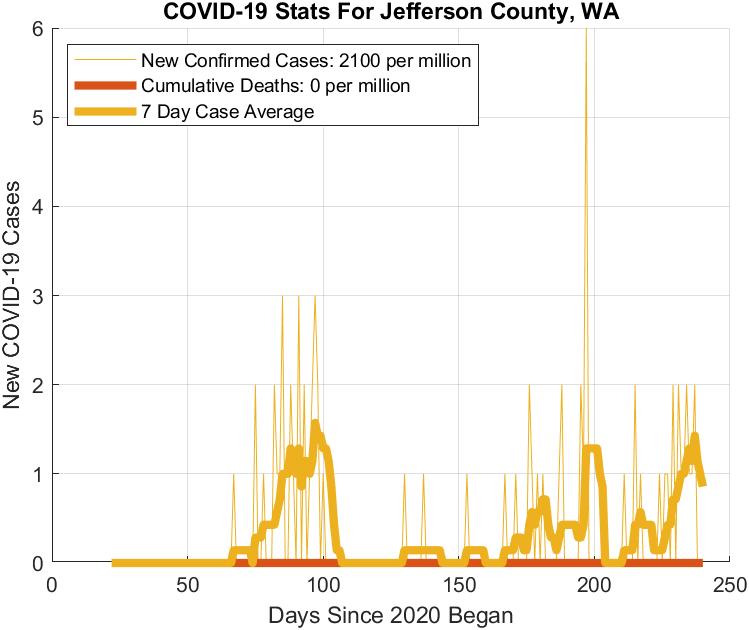 COVID-19 Stats For Jefferson County, WA
New Confirmed Cases: 2100 per million
Cumulative Deaths: 0 per million
7 Day Case Average
New COVID-19 Cases
6
5
4
3
2
1
0
0 50 100 150 200 250
Days Since 2020 Began